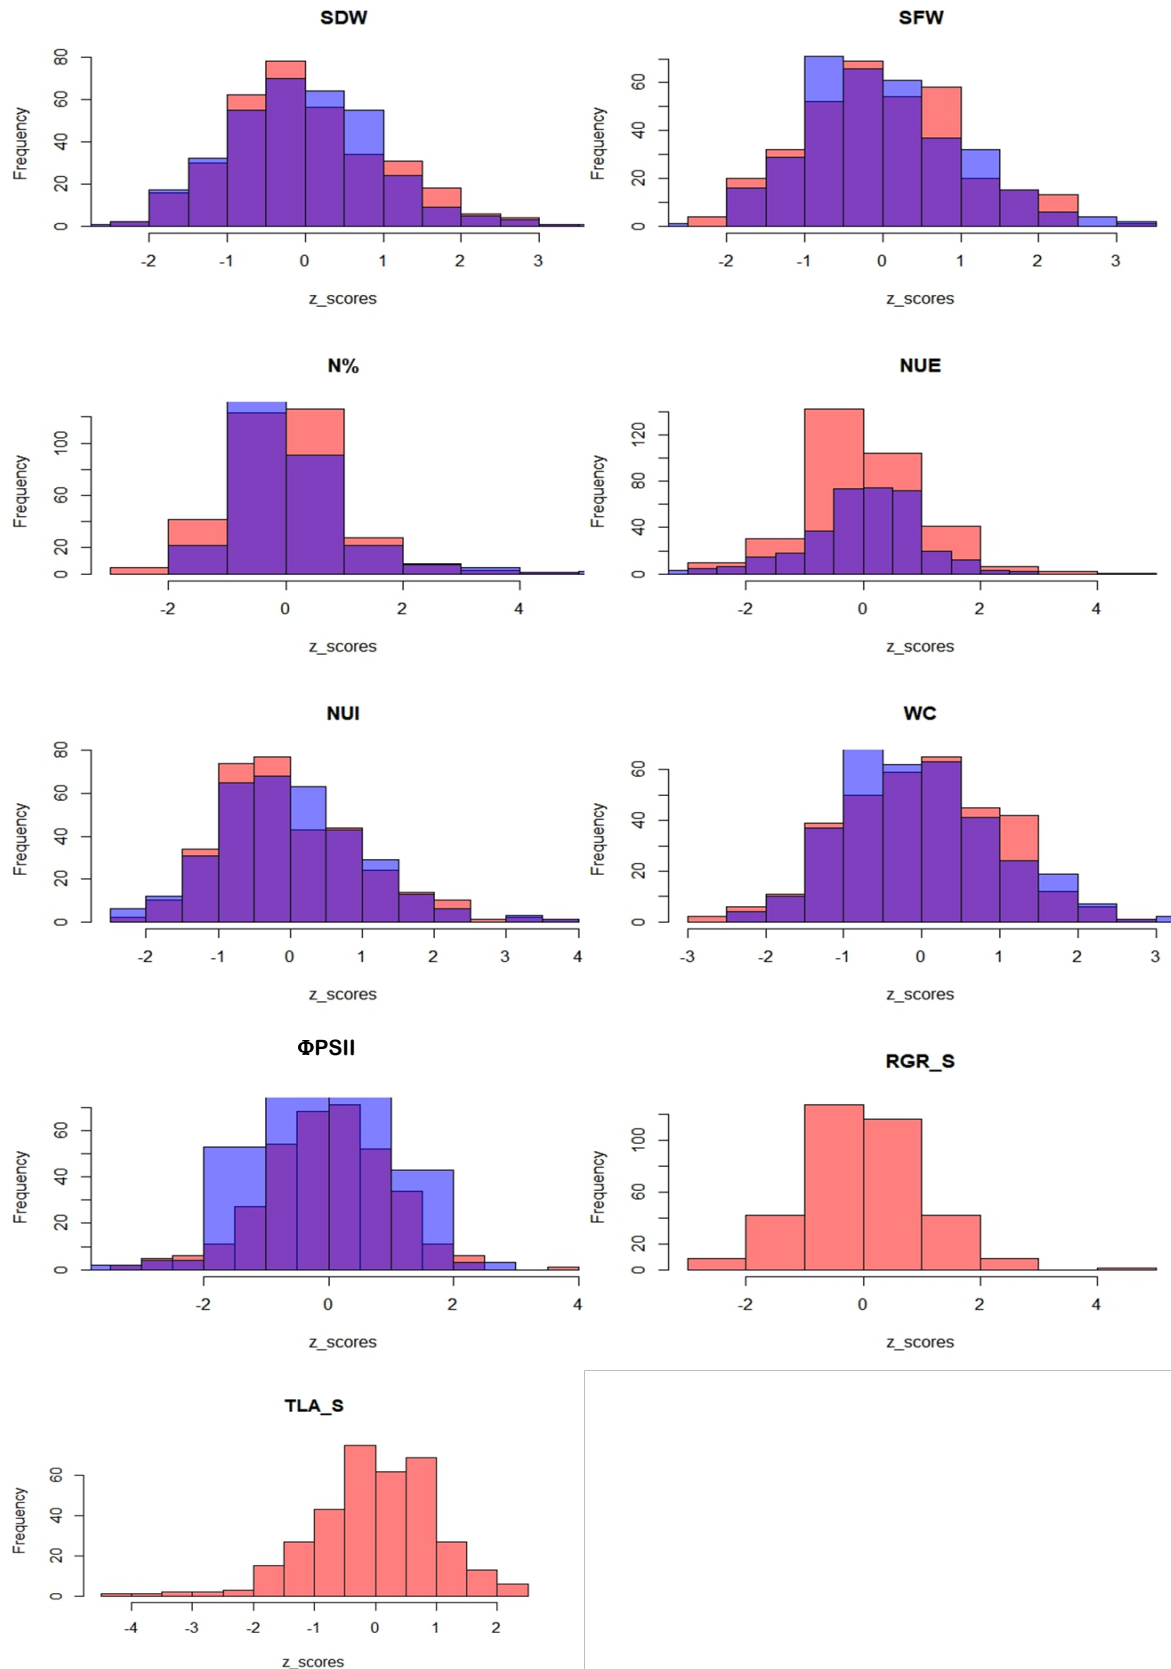 SDW
Frequency
0 20 40 60 80
-2 -1 0 1 2 3
z_scores
SFW
Frequency
0 20 40 60
-2 -1 0 1 2 3
z_scores
N%
Frequency
0 20 60 100
-2 0 2 4
z_scores
NUE
Frequency
0 40 80 120
-2 0 2 4
z_scores
NUI
Frequency
0 20 40 60 80
-2 -1 0 1 2 3 4
z_scores
WC
Frequency
0 20 40 60
-3 -2 -1 0 1 2 3
z_scores
ΦPSII
Frequency
0 20 40 60
-2 0 2 4
z_scores
RGR_S
Frequency
0 20 60 100
-2 0 2 4
z_scores
TLA_S
Frequency
0 20 40 60
-4 -3 -2 -1 0 1 2
z_scores